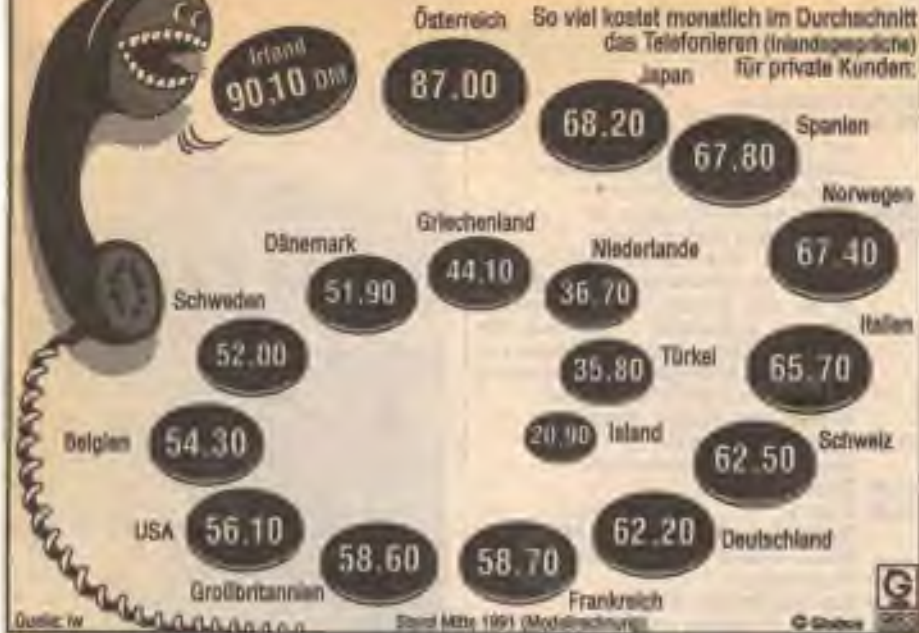 So viel kostet monatlich im Durchschnitt
das Telefonieren (Inlandsgespräche)
für private Kunden:
Irland
90.10 DM
Österreich
87.00
Japan
68.20
Spanien
67.80
Norwegen
67.40
Italien
65.70
Schweiz
62.50
Deutschland
62.20
Frankreich
58.70
Großbritannien
58.60
USA
56.10
Belgien
54.30
Schweden
52.00
Dänemark
51.90
Griechenland
44.10
Niederlande
36.70
Türkei
35.80
Island
20.90
Quelle: iw
Stand Mitte 1991 (Modellrechnung)
© Globus
G